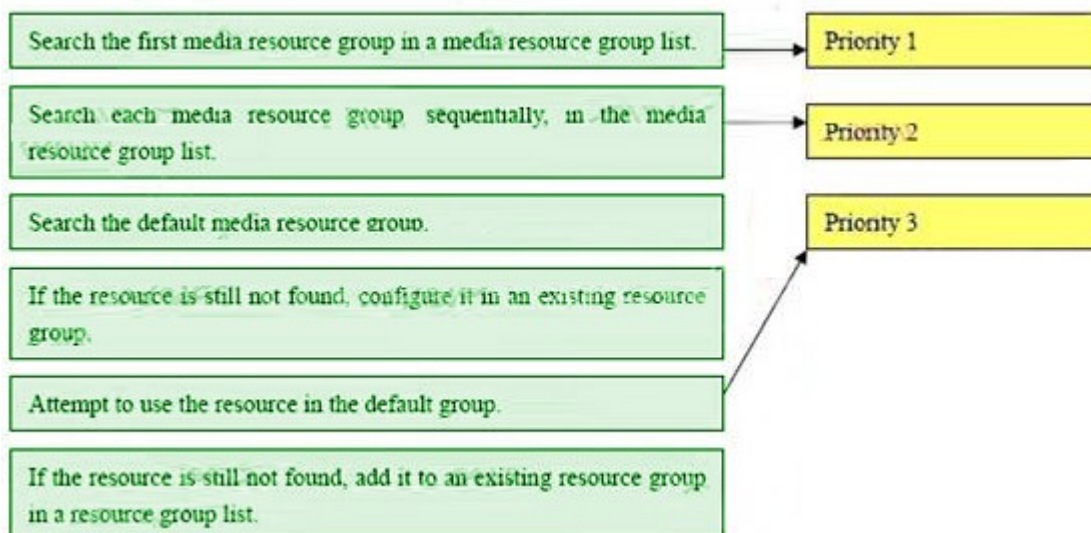 Search the first media resource group in a media resource group list.
Priority 1
Search each media resource group sequentially, in the media
resource group list.
Priority 2
Search the default media resource group.
Priority 3
If the resource is still not found, configure it in an existing resource
group.
Attempt to use the resource in the default group.
If the resource is still not found, add it to an existing resource group
in a resource group list.